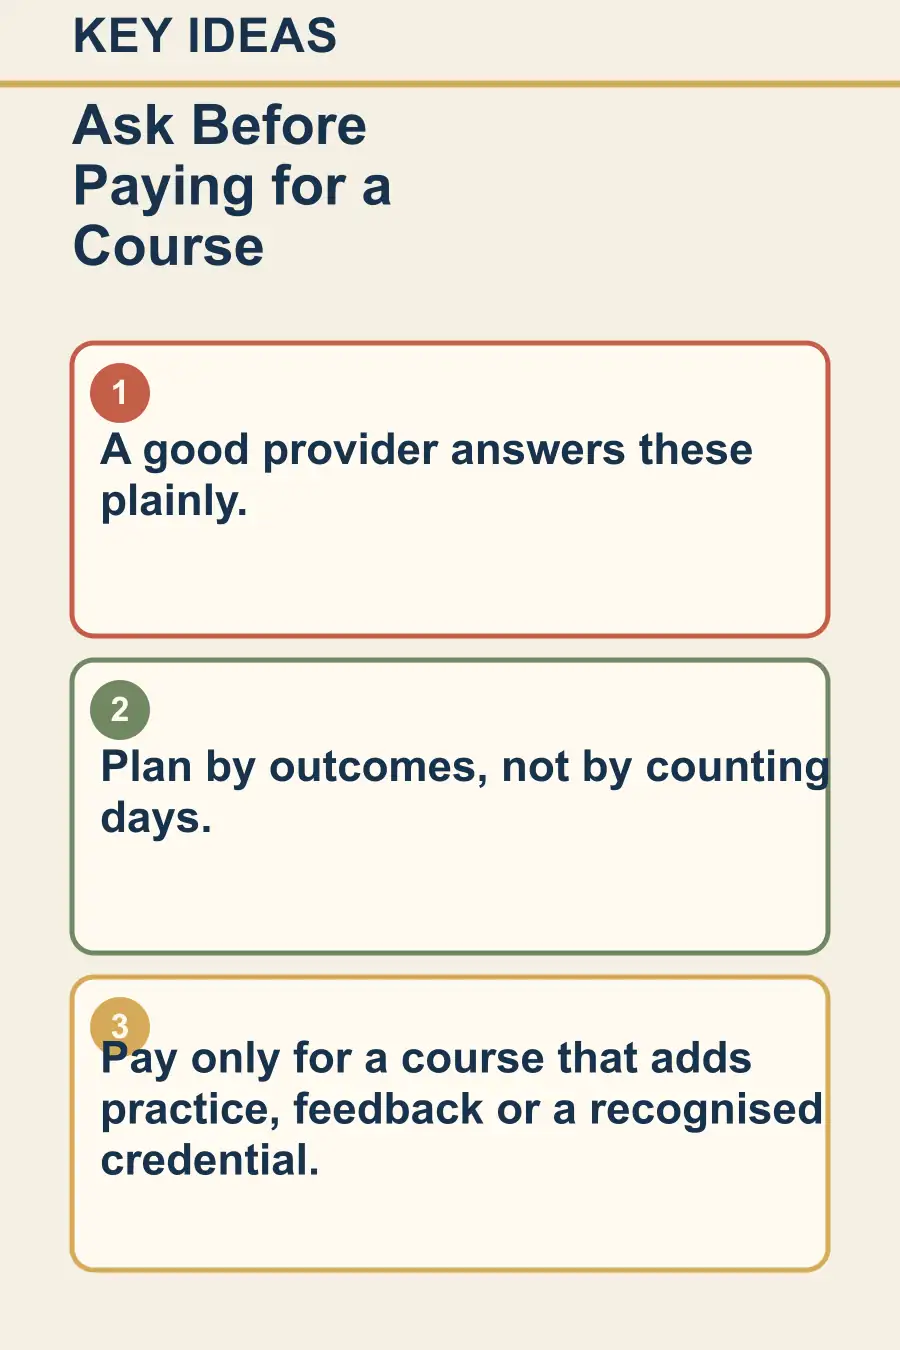 KEY IDEAS
Ask Before
Paying for a
Course
1
A good provider answers these
plainly.
2
Plan by outcomes, not by counting
days.
3
Pay only for a course that adds
practice, feedback or a recognised
credential.